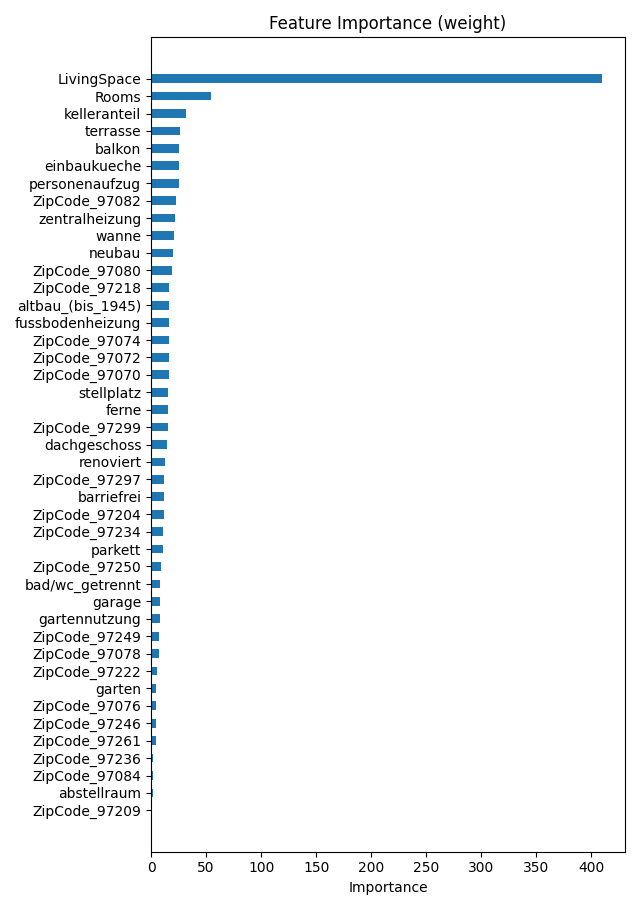 Feature Importance (weight)
LivingSpace
Rooms
kelleranteil
terrasse
balkon
einbaukueche
personenaufzug
ZipCode_97082
zentralheizung
wanne
neubau
ZipCode_97080
ZipCode_97218
altbau_(bis_1945)
fussbodenheizung
ZipCode_97074
ZipCode_97072
ZipCode_97070
stellplatz
ferne
ZipCode_97299
dachgeschoss
renoviert
ZipCode_97297
barriefrei
ZipCode_97204
ZipCode_97234
parkett
ZipCode_97250
bad/wc_getrennt
garage
gartennutzung
ZipCode_97249
ZipCode_97078
ZipCode_97222
garten
ZipCode_97076
ZipCode_97246
ZipCode_97261
ZipCode_97236
ZipCode_97084
abstellraum
ZipCode_97209
0 50 100 150 200 250 300 350 400
Importance